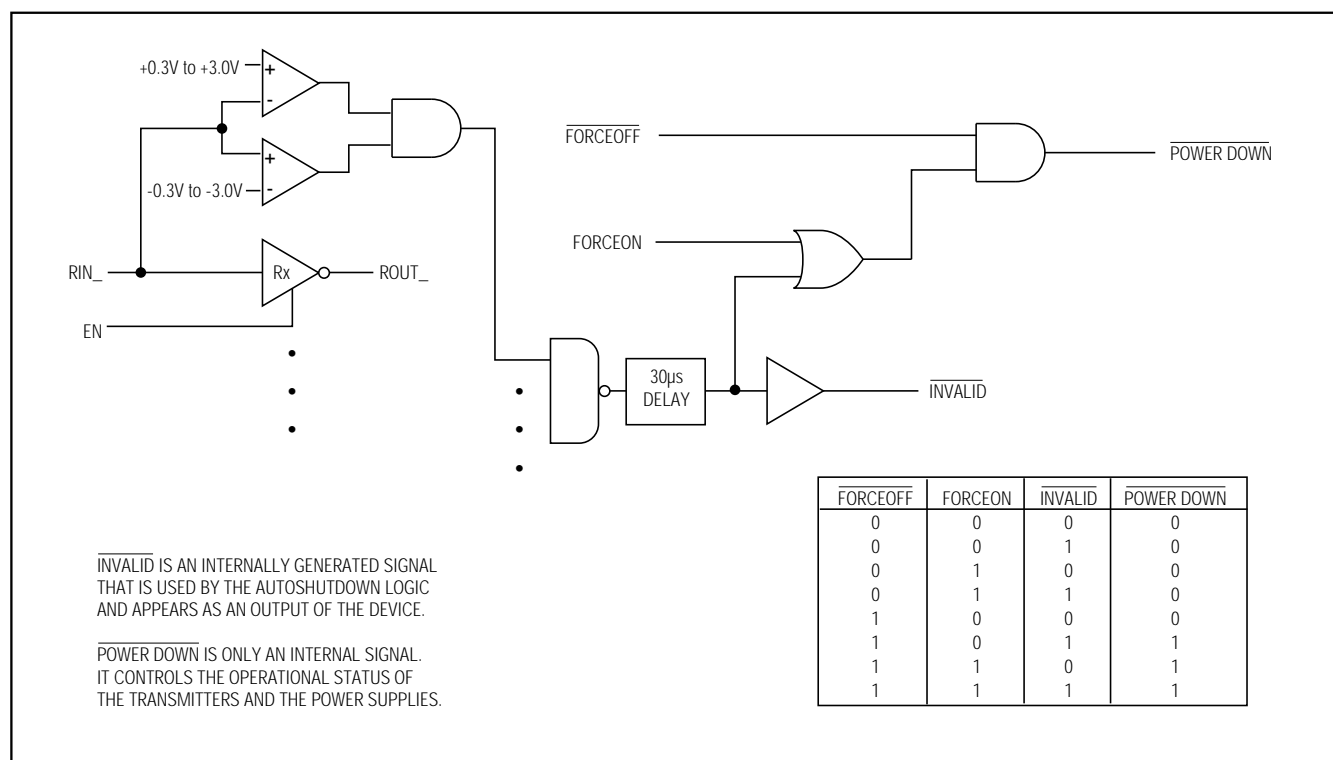 +0.3V to +3.0V
+
-
FORCEOFF
POWER DOWN
+
-0.3V to -3.0V
-
FORCEON
RIN_
Rx
ROUT_
EN
30µs
DELAY
INVALID
FORCEOFF FORCEON INVALID POWER DOWN
0 0 0 0
0 0 1 0
0 1 0 0
0 1 1 0
1 0 0 0
1 0 1 1
1 1 0 1
1 1 1 1
INVALID IS AN INTERNALLY GENERATED SIGNAL
THAT IS USED BY THE AUTOSHUTDOWN LOGIC
AND APPEARS AS AN OUTPUT OF THE DEVICE.
POWER DOWN IS ONLY AN INTERNAL SIGNAL.
IT CONTROLS THE OPERATIONAL STATUS OF
THE TRANSMITTERS AND THE POWER SUPPLIES.